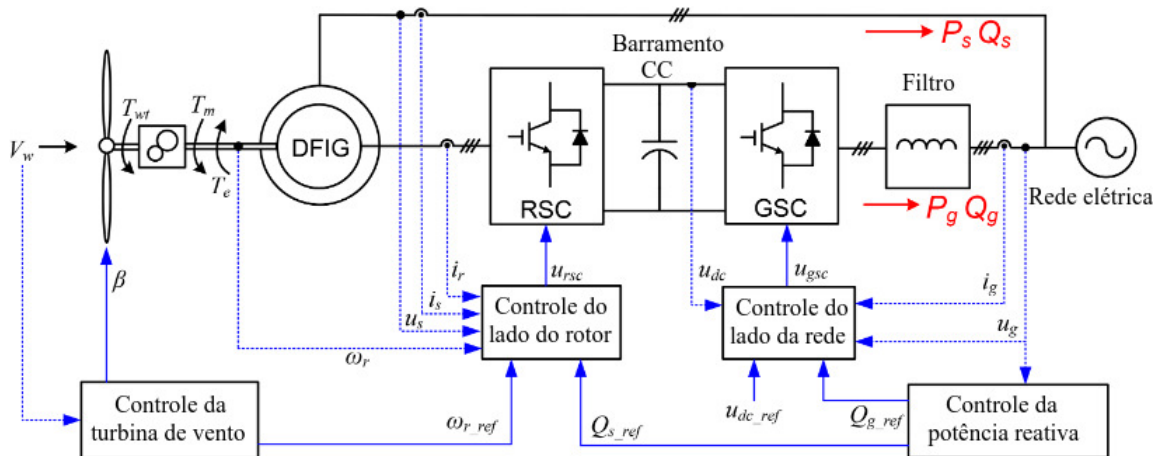 P_s Q_s
Barramento
CC
Filtro
T_wt
T_m
V_w
DFIG
T_e
RSC
GSC
P_g Q_g
Rede elétrica
β
i_r
i_s
u_s
ω_r
u_rsc
u_dc
u_gsc
i_g
u_g
Controle do
lado do rotor
Controle do
lado da rede
Controle da
turbina de vento
ω_r_ref
Q_s_ref
u_dc_ref
Q_g_ref
Controle da
potência reativa